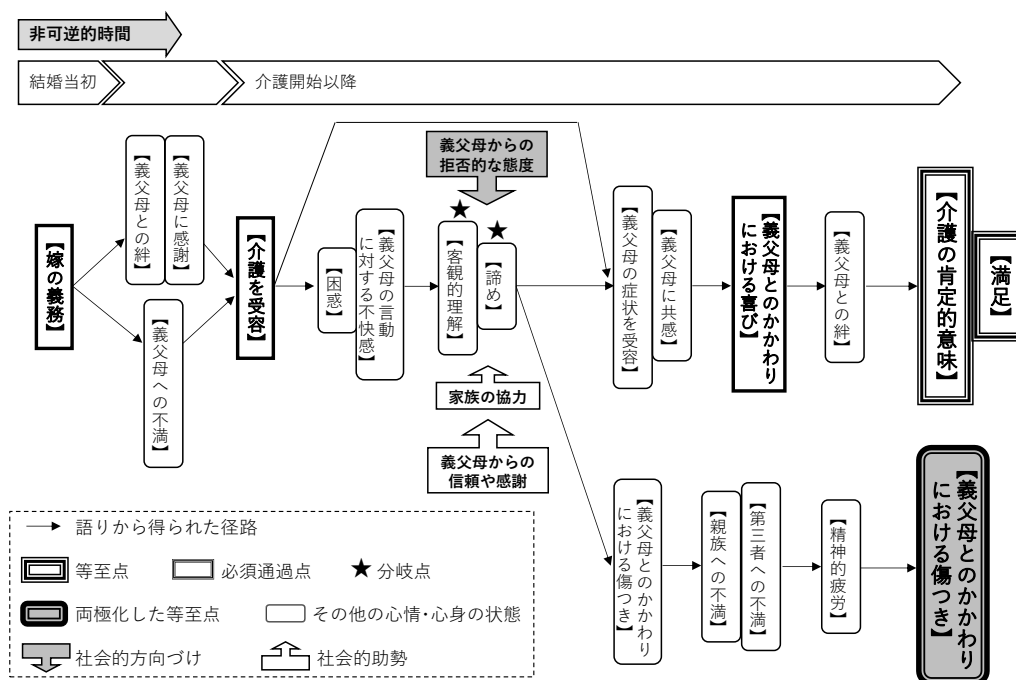 非可逆的時間
結婚当初
介護開始以降
【嫁の義務】
【義父母との絆】
【義父母に感謝】
【義父母への不満】
【介護を受容】
【困惑】
【義父母の言動
に対する不快感】
義父母からの
拒否的な態度
★
★
【客観的理解】
【諦め】
家族の協力
義父母からの
信頼や感謝
【義父母の症状を受容】
【義父母に共感】
【義父母とのかかわり
における喜び】
【義父母との絆】
【介護の肯定的意味】
【満足】
【義父母とのかかわり
における傷つき】
【親族への不満】
【第三者への不満】
【精神的疲労】
【義父母とのかかわり
における傷つき】
語りから得られた径路
等至点
必須通過点
★ 分岐点
両極化した等至点
その他の心情・心身の状態
社会的方向づけ
社会的助勢